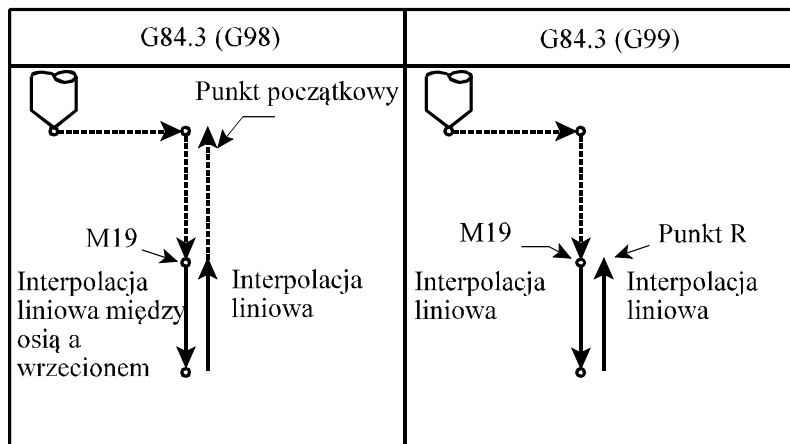 G84.3 (G98)
G84.3 (G99)
Punkt początkowy
M19
Interpolacja
liniowa między
osią a
wrzecionem
Interpolacja
liniowa
M19
Punkt R
Interpolacja
liniowa
Interpolacja
liniowa